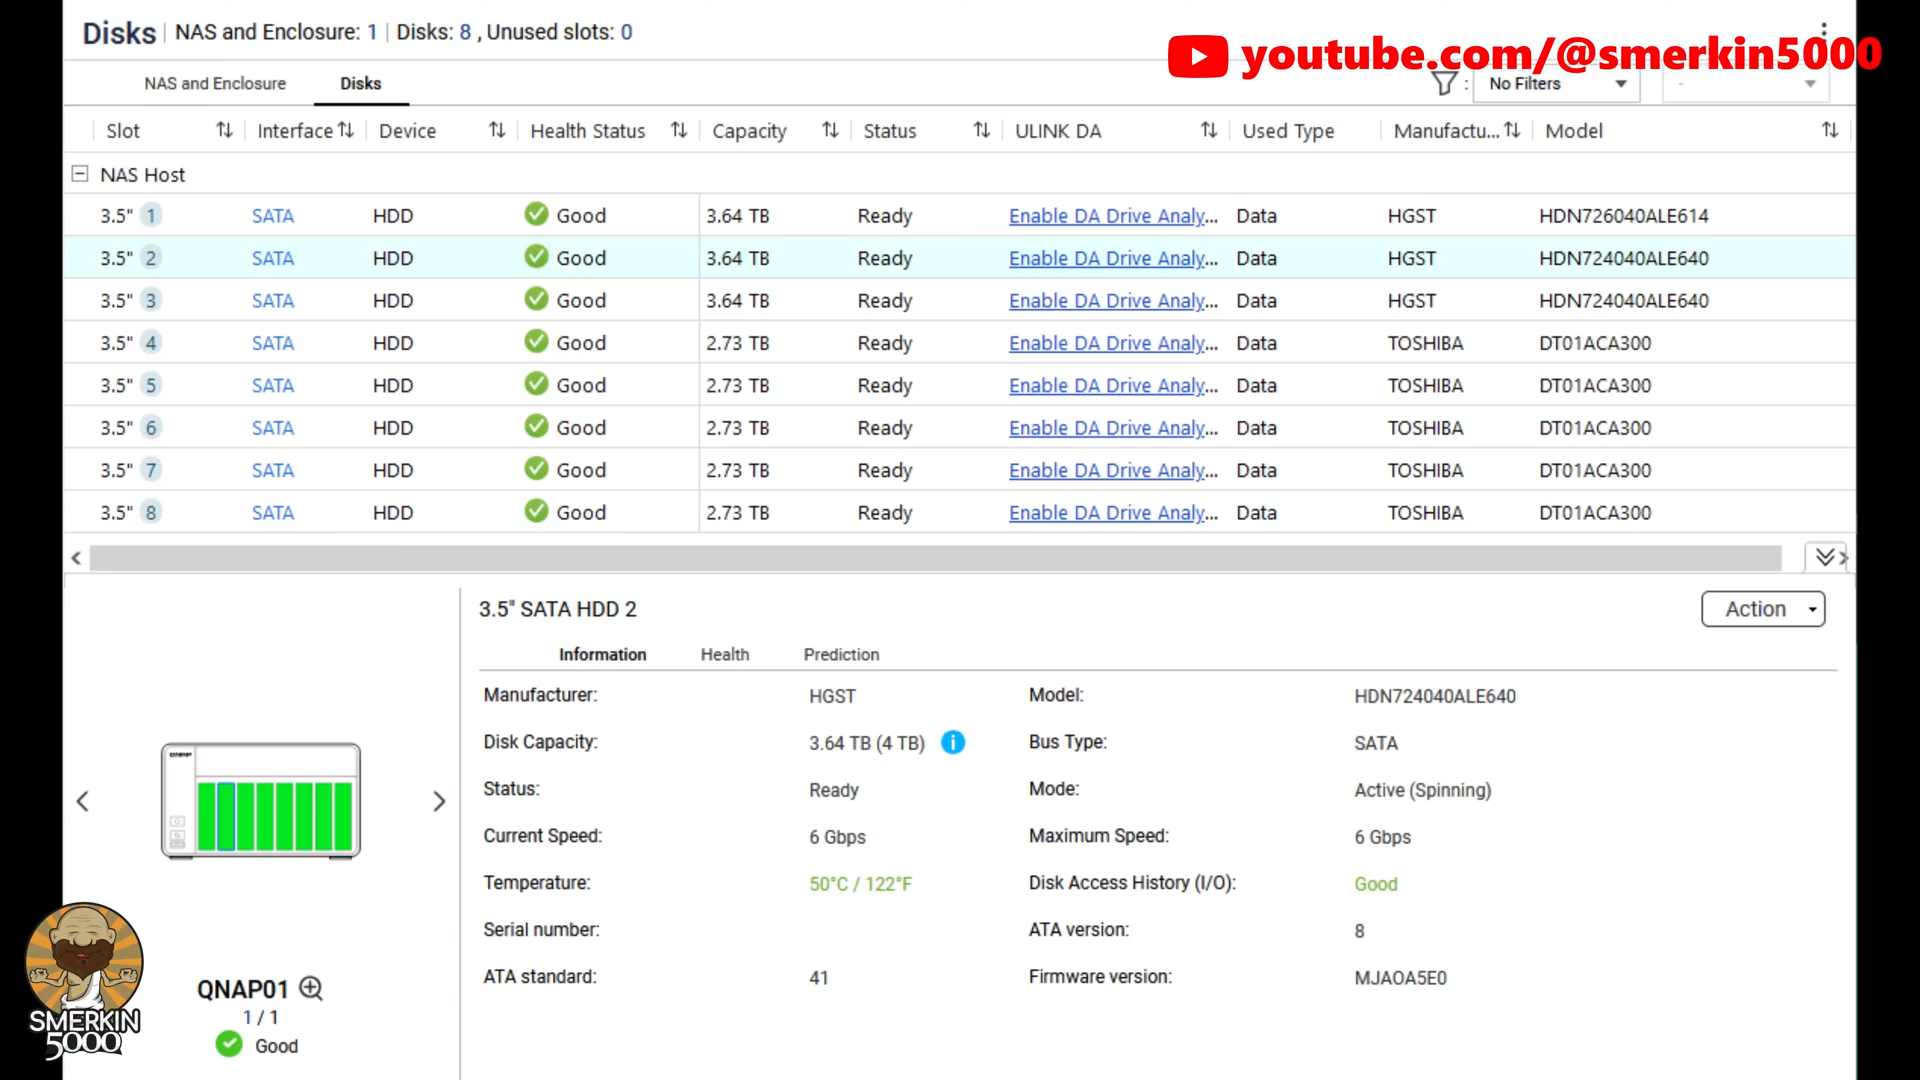 Disks | NAS and Enclosure: 1 | Disks: 8 , Unused slots: 0
youtube.com/@smerkin5000
NAS and Enclosure Disks : No Filters -
Slot Interface Device Health Status Capacity Status ULINK DA Used Type Manufactu... Model
NAS Host
3.5" 1 SATA HDD Good 3.64 TB Ready Enable DA Drive Analy... Data HGST HDN726040ALE614
3.5" 2 SATA HDD Good 3.64 TB Ready Enable DA Drive Analy... Data HGST HDN724040ALE640
3.5" 3 SATA HDD Good 3.64 TB Ready Enable DA Drive Analy... Data HGST HDN724040ALE640
3.5" 4 SATA HDD Good 2.73 TB Ready Enable DA Drive Analy... Data TOSHIBA DT01ACA300
3.5" 5 SATA HDD Good 2.73 TB Ready Enable DA Drive Analy... Data TOSHIBA DT01ACA300
3.5" 6 SATA HDD Good 2.73 TB Ready Enable DA Drive Analy... Data TOSHIBA DT01ACA300
3.5" 7 SATA HDD Good 2.73 TB Ready Enable DA Drive Analy... Data TOSHIBA DT01ACA300
3.5" 8 SATA HDD Good 2.73 TB Ready Enable DA Drive Analy... Data TOSHIBA DT01ACA300
3.5" SATA HDD 2 Action
Information Health Prediction
Manufacturer: HGST Model: HDN724040ALE640
Disk Capacity: 3.64 TB (4 TB) i Bus Type: SATA
Status: Ready Mode: Active (Spinning)
Current Speed: 6 Gbps Maximum Speed: 6 Gbps
Temperature: 50°C / 122°F Disk Access History (I/O): Good
Serial number: ATA version: 8
ATA standard: 41 Firmware version: MJAOA5E0
QNAP
QNAP01
1 / 1
Good
SMERKIN
5000